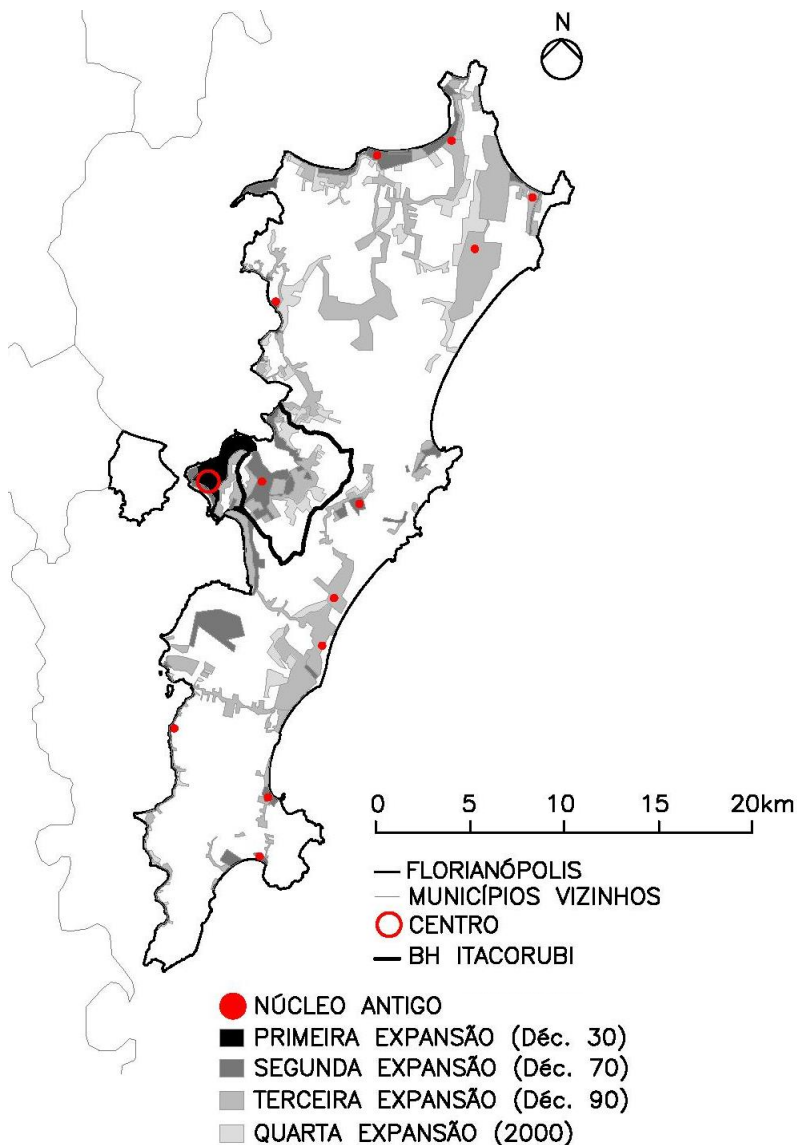 N
0 5 10 15 20km
FLORIANÓPOLIS
MUNICÍPIOS VIZINHOS
CENTRO
BH ITACORUBI
NÚCLEO ANTIGO
PRIMEIRA EXPANSÃO (Déc. 30)
SEGUNDA EXPANSÃO (Déc. 70)
TERCEIRA EXPANSÃO (Déc. 90)
QUARTA EXPANSÃO (2000)